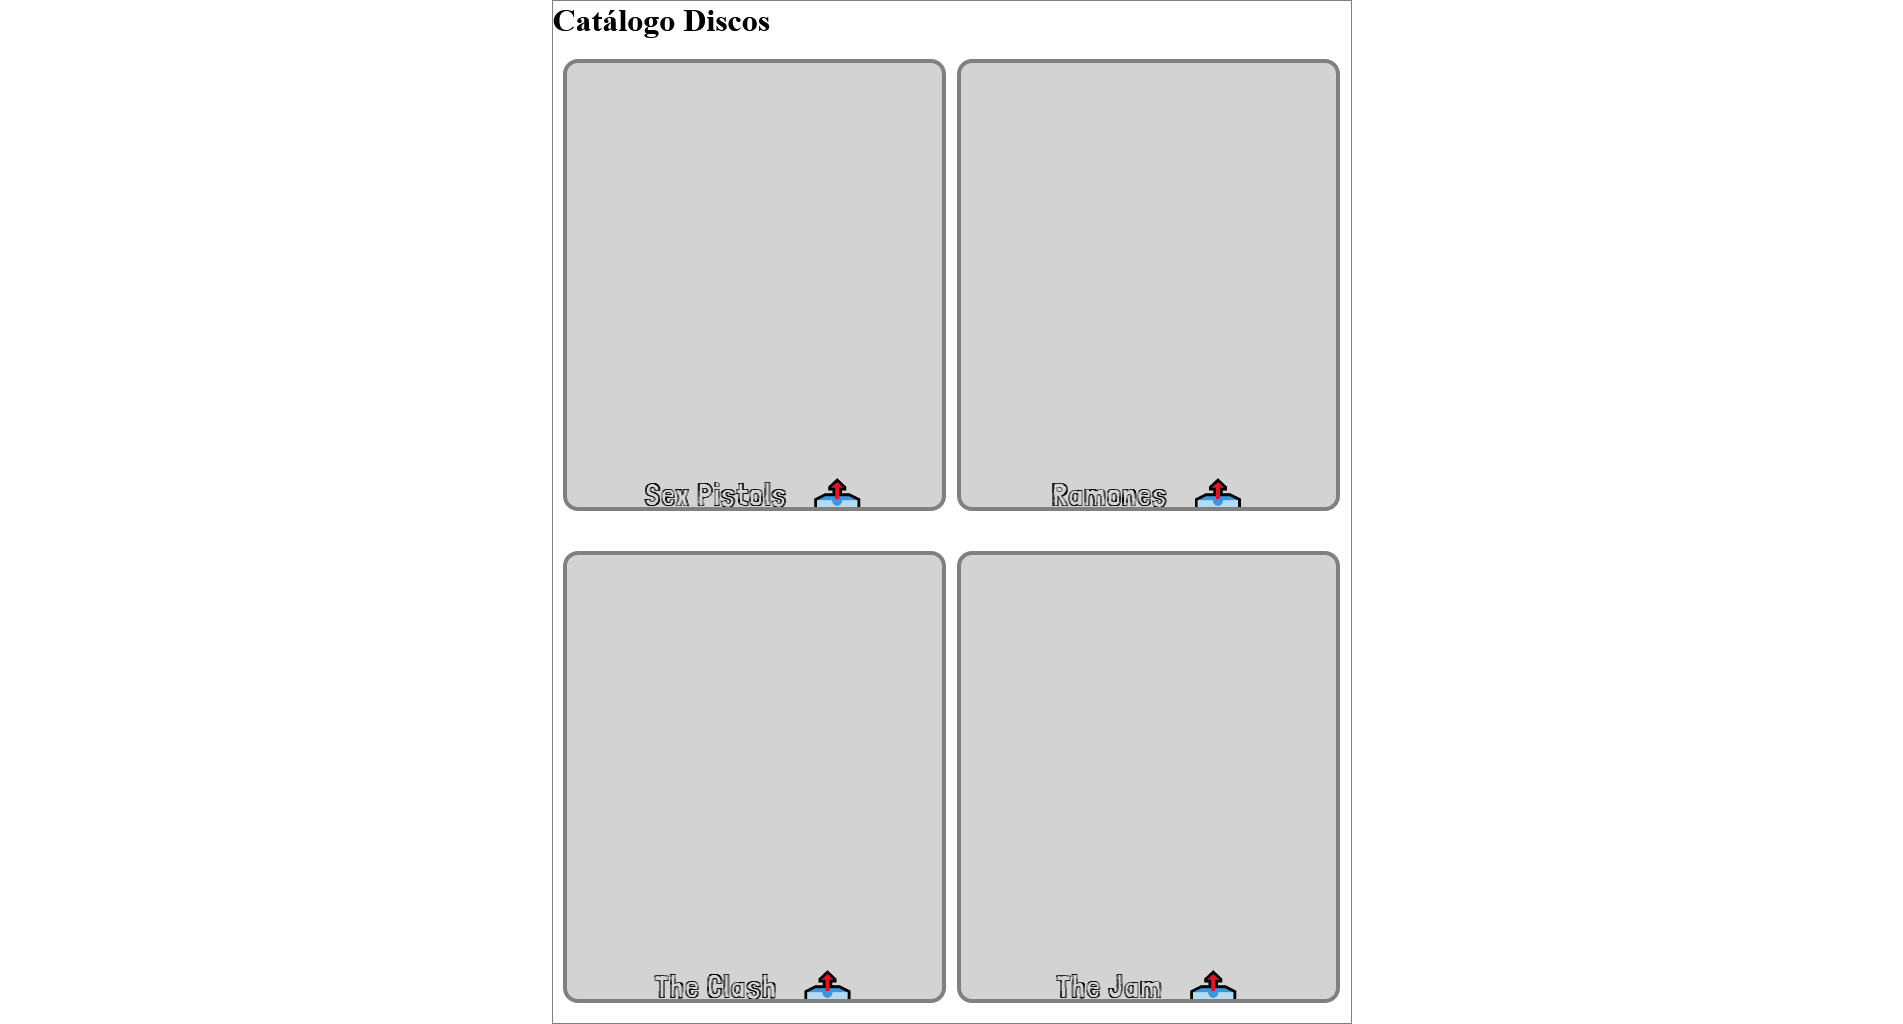 Catálogo Discos
Sex Pistols
Ramones
The Clash
The Jam